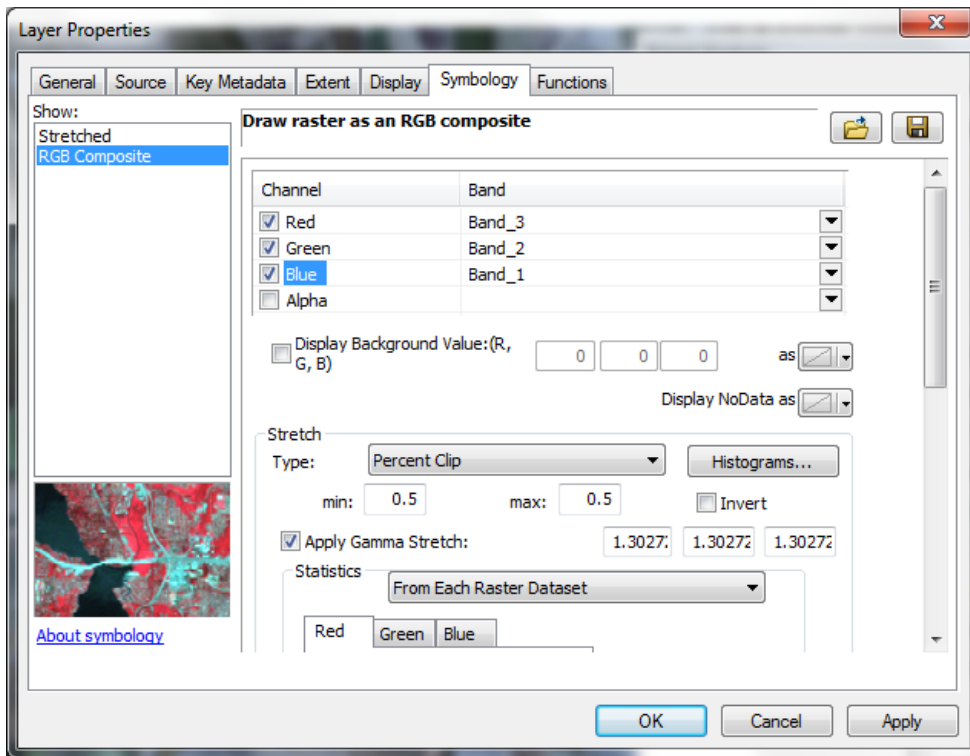 Layer Properties
General Source Key Metadata Extent Display Symbology Functions
Show:
Stretched
RGB Composite
Draw raster as an RGB composite
Channel Band
Red Band_3
Green Band_2
Blue Band_1
Alpha
Display Background Value:(R,
G, B) 0 0 0 as
Display NoData as
Stretch
Type: Percent Clip Histograms...
min: 0.5 max: 0.5 Invert
Apply Gamma Stretch: 1.30272 1.30272 1.30272
Statistics
From Each Raster Dataset
Red Green Blue
About symbology
OK Cancel Apply